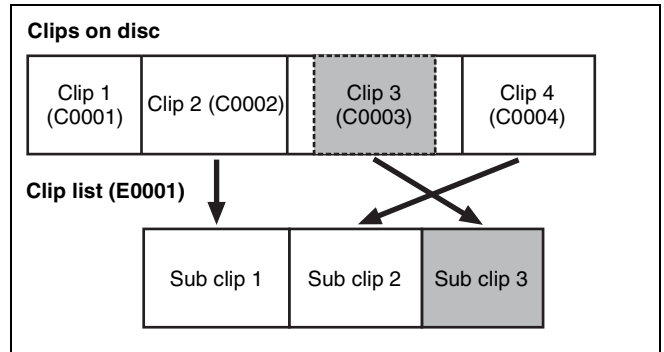 Clips on disc
Clip 1
(C0001)
Clip 2 (C0002)
Clip 3
(C0003)
Clip 4
(C0004)
Clip list (E0001)
Sub clip 1
Sub clip 2
Sub clip 3